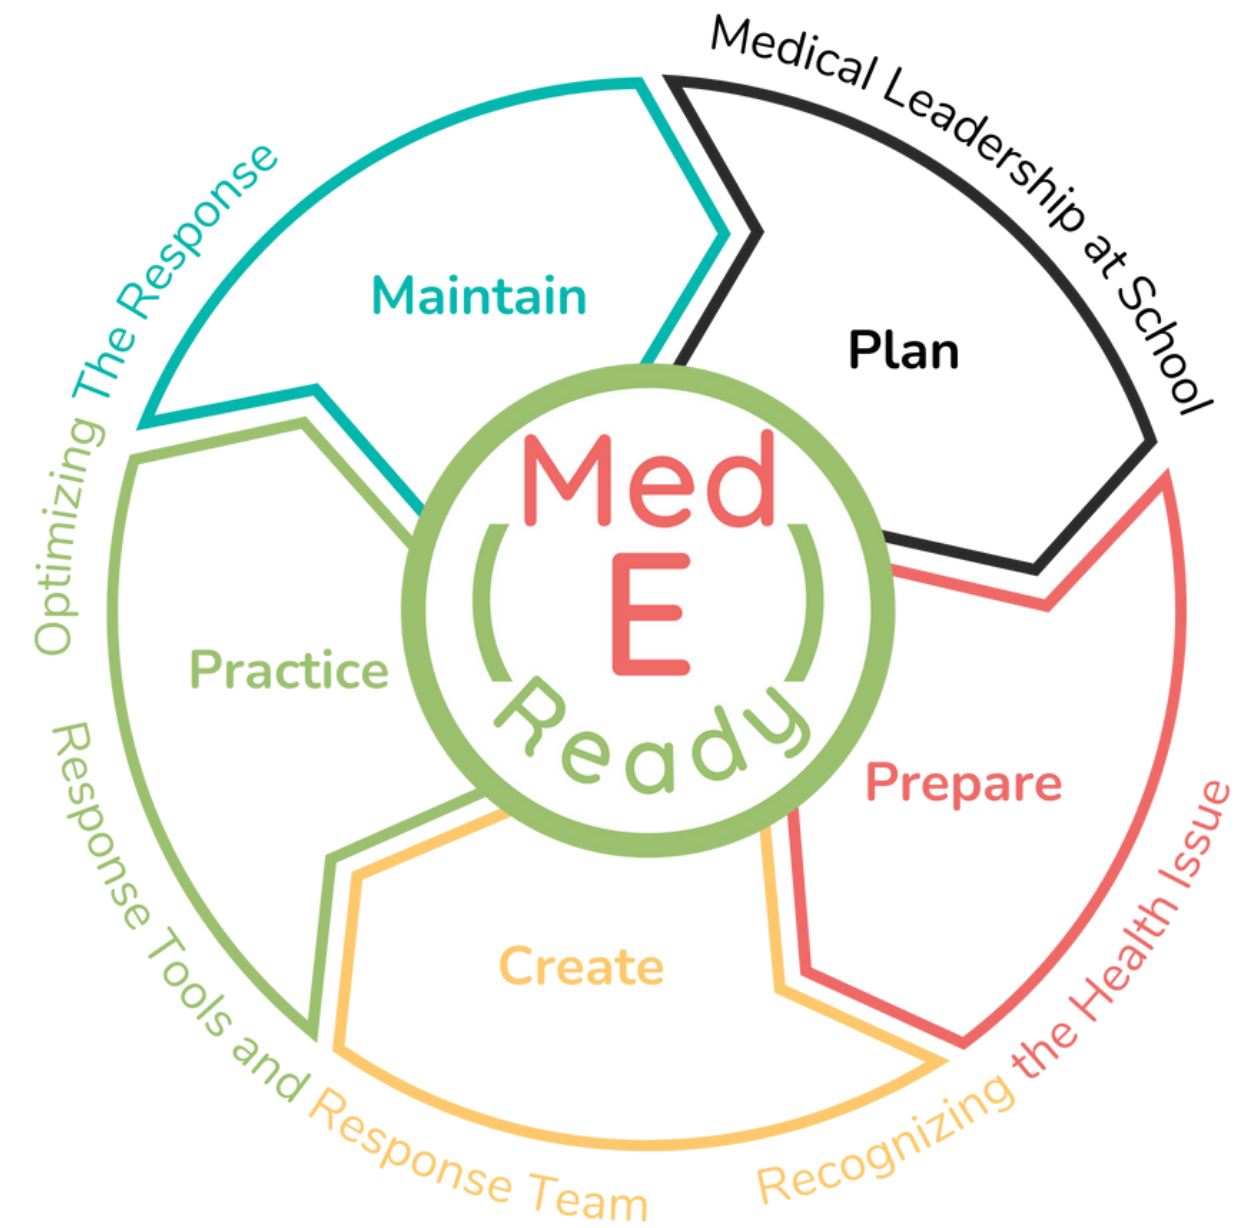 Medical Leadership at School
Plan
Prepare
Recognizing the Health Issue
Create
Response Tools and Response Team
Practice
Optimizing The Response
Maintain
Med
E
Ready